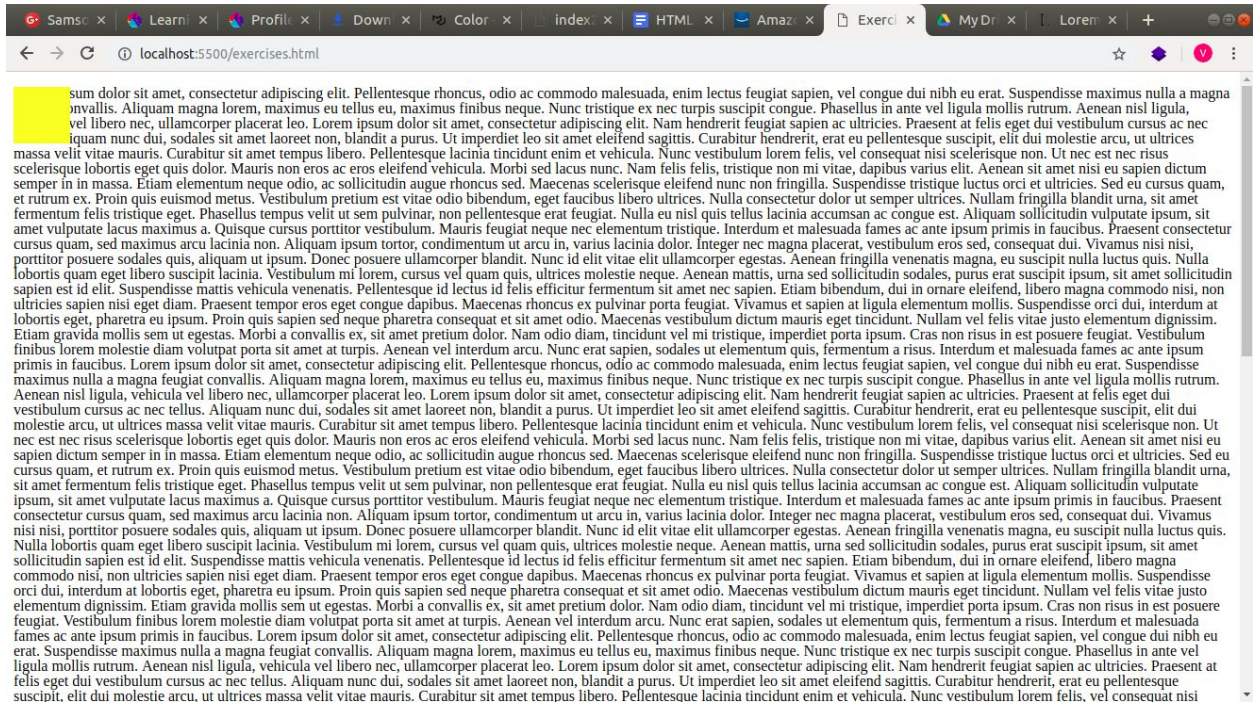 Samso
Learni
Profile
Down
Color
index
HTML
Amazo
Exerci
My Dri
Lorem
localhost:5500/exercises.html
V
sum dolor sit amet, consectetur adipiscing elit. Pellentesque rhoncus, odio ac commodo malesuada, enim lectus feugiat sapien, vel congue dui nibh eu erat. Suspendisse maximus nulla a magna
onvallis. Aliquam magna lorem, maximus eu tellus eu, maximus finibus neque. Nunc tristique ex nec turpis suscipit congue. Phasellus in ante vel ligula mollis rutrum. Aenean nisl ligula,
vel libero nec, ullamcorper placerat leo. Lorem ipsum dolor sit amet, consectetur adipiscing elit. Nam hendrerit feugiat sapien ac ultricies. Praesent at felis eget dui vestibulum cursus ac nec
liquam nunc dui, sodales sit amet laoreet non, blandit a purus. Ut imperdiet leo sit amet eleifend sagittis. Curabitur hendrerit, erat eu pellentesque suscipit, elit dui molestie arcu, ut ultrices
massa velit vitae mauris. Curabitur sit amet tempus libero. Pellentesque lacinia tincidunt enim et vehicula. Nunc vestibulum lorem felis, vel consequat nisi scelerisque non. Ut nec est nec risus
scelerisque lobortis eget quis dolor. Mauris non eros ac eros eleifend vehicula. Morbi sed lacus nunc. Nam felis felis, tristique non mi vitae, dapibus varius elit. Aenean sit amet nisi eu sapien dictum
semper in in massa. Etiam elementum neque odio, ac sollicitudin augue rhoncus sed. Maecenas scelerisque eleifend nunc non fringilla. Suspendisse tristique luctus orci et ultricies. Sed eu cursus quam,
et rutrum ex. Proin quis euismod metus. Vestibulum pretium est vitae odio bibendum, eget faucibus libero ultrices. Nulla consectetur dolor ut semper ultrices. Nullam fringilla blandit urna, sit amet
fermentum felis tristique eget. Phasellus tempus velit ut sem pulvinar, non pellentesque erat feugiat. Nulla eu nisl quis tellus lacinia accumsan ac congue est. Aliquam sollicitudin vulputate ipsum, sit
amet vulputate lacus maximus a. Quisque cursus porttitor vestibulum. Mauris feugiat neque nec elementum tristique. Interdum et malesuada fames ac ante ipsum primis in faucibus. Praesent consectetur
cursus quam, sed maximus arcu lacinia non. Aliquam ipsum tortor, condimentum ut arcu in, varius lacinia dolor. Integer nec magna placerat, vestibulum eros sed, consequat dui. Vivamus nisi nisi,
porttitor posuere sodales quis, aliquam ut ipsum. Donec posuere ullamcorper blandit. Nunc id elit vitae elit ullamcorper egestas. Aenean fringilla venenatis magna, eu suscipit nulla luctus quis. Nulla
lobortis quam eget libero suscipit lacinia. Vestibulum mi lorem, cursus vel quam quis, ultrices molestie neque. Aenean mattis, urna sed sollicitudin sodales, purus erat suscipit ipsum, sit amet sollicitudin
sapien est id elit. Suspendisse mattis vehicula venenatis. Pellentesque id lectus id felis efficitur fermentum sit amet nec sapien. Etiam bibendum, dui in ornare eleifend, libero magna commodo nisi, non
ultricies sapien nisi eget diam. Praesent tempor eros eget congue dapibus. Maecenas rhoncus ex pulvinar porta feugiat. Vivamus et sapien at ligula elementum mollis. Suspendisse orci dui, interdum at
lobortis eget, pharetra eu ipsum. Proin quis sapien sed neque pharetra consequat et sit amet odio. Maecenas vestibulum dictum mauris eget tincidunt. Nullam vel felis vitae justo elementum dignissim.
Etiam gravida mollis sem ut egestas. Morbi a convallis ex, sit amet pretium dolor. Nam odio diam, tincidunt vel mi tristique, imperdiet porta ipsum. Cras non risus in est posuere feugiat. Vestibulum
finibus lorem molestie diam volutpat porta sit amet at turpis. Aenean vel interdum arcu. Nunc erat sapien, sodales ut elementum quis, fermentum a risus. Interdum et malesuada fames ac ante ipsum
primis in faucibus. Lorem ipsum dolor sit amet, consectetur adipiscing elit. Pellentesque rhoncus, odio ac commodo malesuada, enim lectus feugiat sapien, vel congue dui nibh eu erat. Suspendisse
maximus nulla a magna feugiat convallis. Aliquam magna lorem, maximus eu tellus eu, maximus finibus neque. Nunc tristique ex nec turpis suscipit congue. Phasellus in ante vel ligula mollis rutrum.
Aenean nisl ligula, vehicula vel libero nec, ullamcorper placerat leo. Lorem ipsum dolor sit amet, consectetur adipiscing elit. Nam hendrerit feugiat sapien ac ultricies. Praesent at felis eget dui
vestibulum cursus ac nec tellus. Aliquam nunc dui, sodales sit amet laoreet non, blandit a purus. Ut imperdiet leo sit amet eleifend sagittis. Curabitur hendrerit, erat eu pellentesque suscipit, elit dui
molestie arcu, ut ultrices massa velit vitae mauris. Curabitur sit amet tempus libero. Pellentesque lacinia tincidunt enim et vehicula. Nunc vestibulum lorem felis, vel consequat nisi scelerisque non. Ut
nec est nec risus scelerisque lobortis eget quis dolor. Mauris non eros ac eros eleifend vehicula. Morbi sed lacus nunc. Nam felis felis, tristique non mi vitae, dapibus varius elit. Aenean sit amet nisi eu
sapien dictum semper in in massa. Etiam elementum neque odio, ac sollicitudin augue rhoncus sed. Maecenas scelerisque eleifend nunc non fringilla. Suspendisse tristique luctus orci et ultricies. Sed eu
cursus quam, et rutrum ex. Proin quis euismod metus. Vestibulum pretium est vitae odio bibendum, eget faucibus libero ultrices. Nulla consectetur dolor ut semper ultrices. Nullam fringilla blandit urna,
sit amet fermentum felis tristique eget. Phasellus tempus velit ut sem pulvinar, non pellentesque erat feugiat. Nulla eu nisl quis tellus lacinia accumsan ac congue est. Aliquam sollicitudin vulputate
ipsum, sit amet vulputate lacus maximus a. Quisque cursus porttitor vestibulum. Mauris feugiat neque nec elementum tristique. Interdum et malesuada fames ac ante ipsum primis in faucibus. Praesent
consectetur cursus quam, sed maximus arcu lacinia non. Aliquam ipsum tortor, condimentum ut arcu in, varius lacinia dolor. Integer nec magna placerat, vestibulum eros sed, consequat dui. Vivamus
nisi nisi, porttitor posuere sodales quis, aliquam ut ipsum. Donec posuere ullamcorper blandit. Nunc id elit vitae elit ullamcorper egestas. Aenean fringilla venenatis magna, eu suscipit nulla luctus quis.
Nulla lobortis quam eget libero suscipit lacinia. Vestibulum mi lorem, cursus vel quam quis, ultrices molestie neque. Aenean mattis, urna sed sollicitudin sodales, purus erat suscipit ipsum, sit amet
sollicitudin sapien est id elit. Suspendisse mattis vehicula venenatis. Pellentesque id lectus id felis efficitur fermentum sit amet nec sapien. Etiam bibendum, dui in ornare eleifend, libero magna
commodo nisi, non ultricies sapien nisi eget diam. Praesent tempor eros eget congue dapibus. Maecenas rhoncus ex pulvinar porta feugiat. Vivamus et sapien at ligula elementum mollis. Suspendisse
orci dui, interdum at lobortis eget, pharetra eu ipsum. Proin quis sapien sed neque pharetra consequat et sit amet odio. Maecenas vestibulum dictum mauris eget tincidunt. Nullam vel felis vitae justo
elementum dignissim. Etiam gravida mollis sem ut egestas. Morbi a convallis ex, sit amet pretium dolor. Nam odio diam, tincidunt vel mi tristique, imperdiet porta ipsum. Cras non risus in est posuere
feugiat. Vestibulum finibus lorem molestie diam volutpat porta sit amet at turpis. Aenean vel interdum arcu. Nunc erat sapien, sodales ut elementum quis, fermentum a risus. Interdum et malesuada
fames ac ante ipsum primis in faucibus. Lorem ipsum dolor sit amet, consectetur adipiscing elit. Pellentesque rhoncus, odio ac commodo malesuada, enim lectus feugiat sapien, vel congue dui nibh eu
erat. Suspendisse maximus nulla a magna feugiat convallis. Aliquam magna lorem, maximus eu tellus eu, maximus finibus neque. Nunc tristique ex nec turpis suscipit congue. Phasellus in ante vel
ligula mollis rutrum. Aenean nisl ligula, vehicula vel libero nec, ullamcorper placerat leo. Lorem ipsum dolor sit amet, consectetur adipiscing elit. Nam hendrerit feugiat sapien ac ultricies. Praesent at
felis eget dui vestibulum cursus ac nec tellus. Aliquam nunc dui, sodales sit amet laoreet non, blandit a purus. Ut imperdiet leo sit amet eleifend sagittis. Curabitur hendrerit, erat eu pellentesque
suscipit, elit dui molestie arcu, ut ultrices massa velit vitae mauris. Curabitur sit amet tempus libero. Pellentesque lacinia tincidunt enim et vehicula. Nunc vestibulum lorem felis, vel consequat nisi